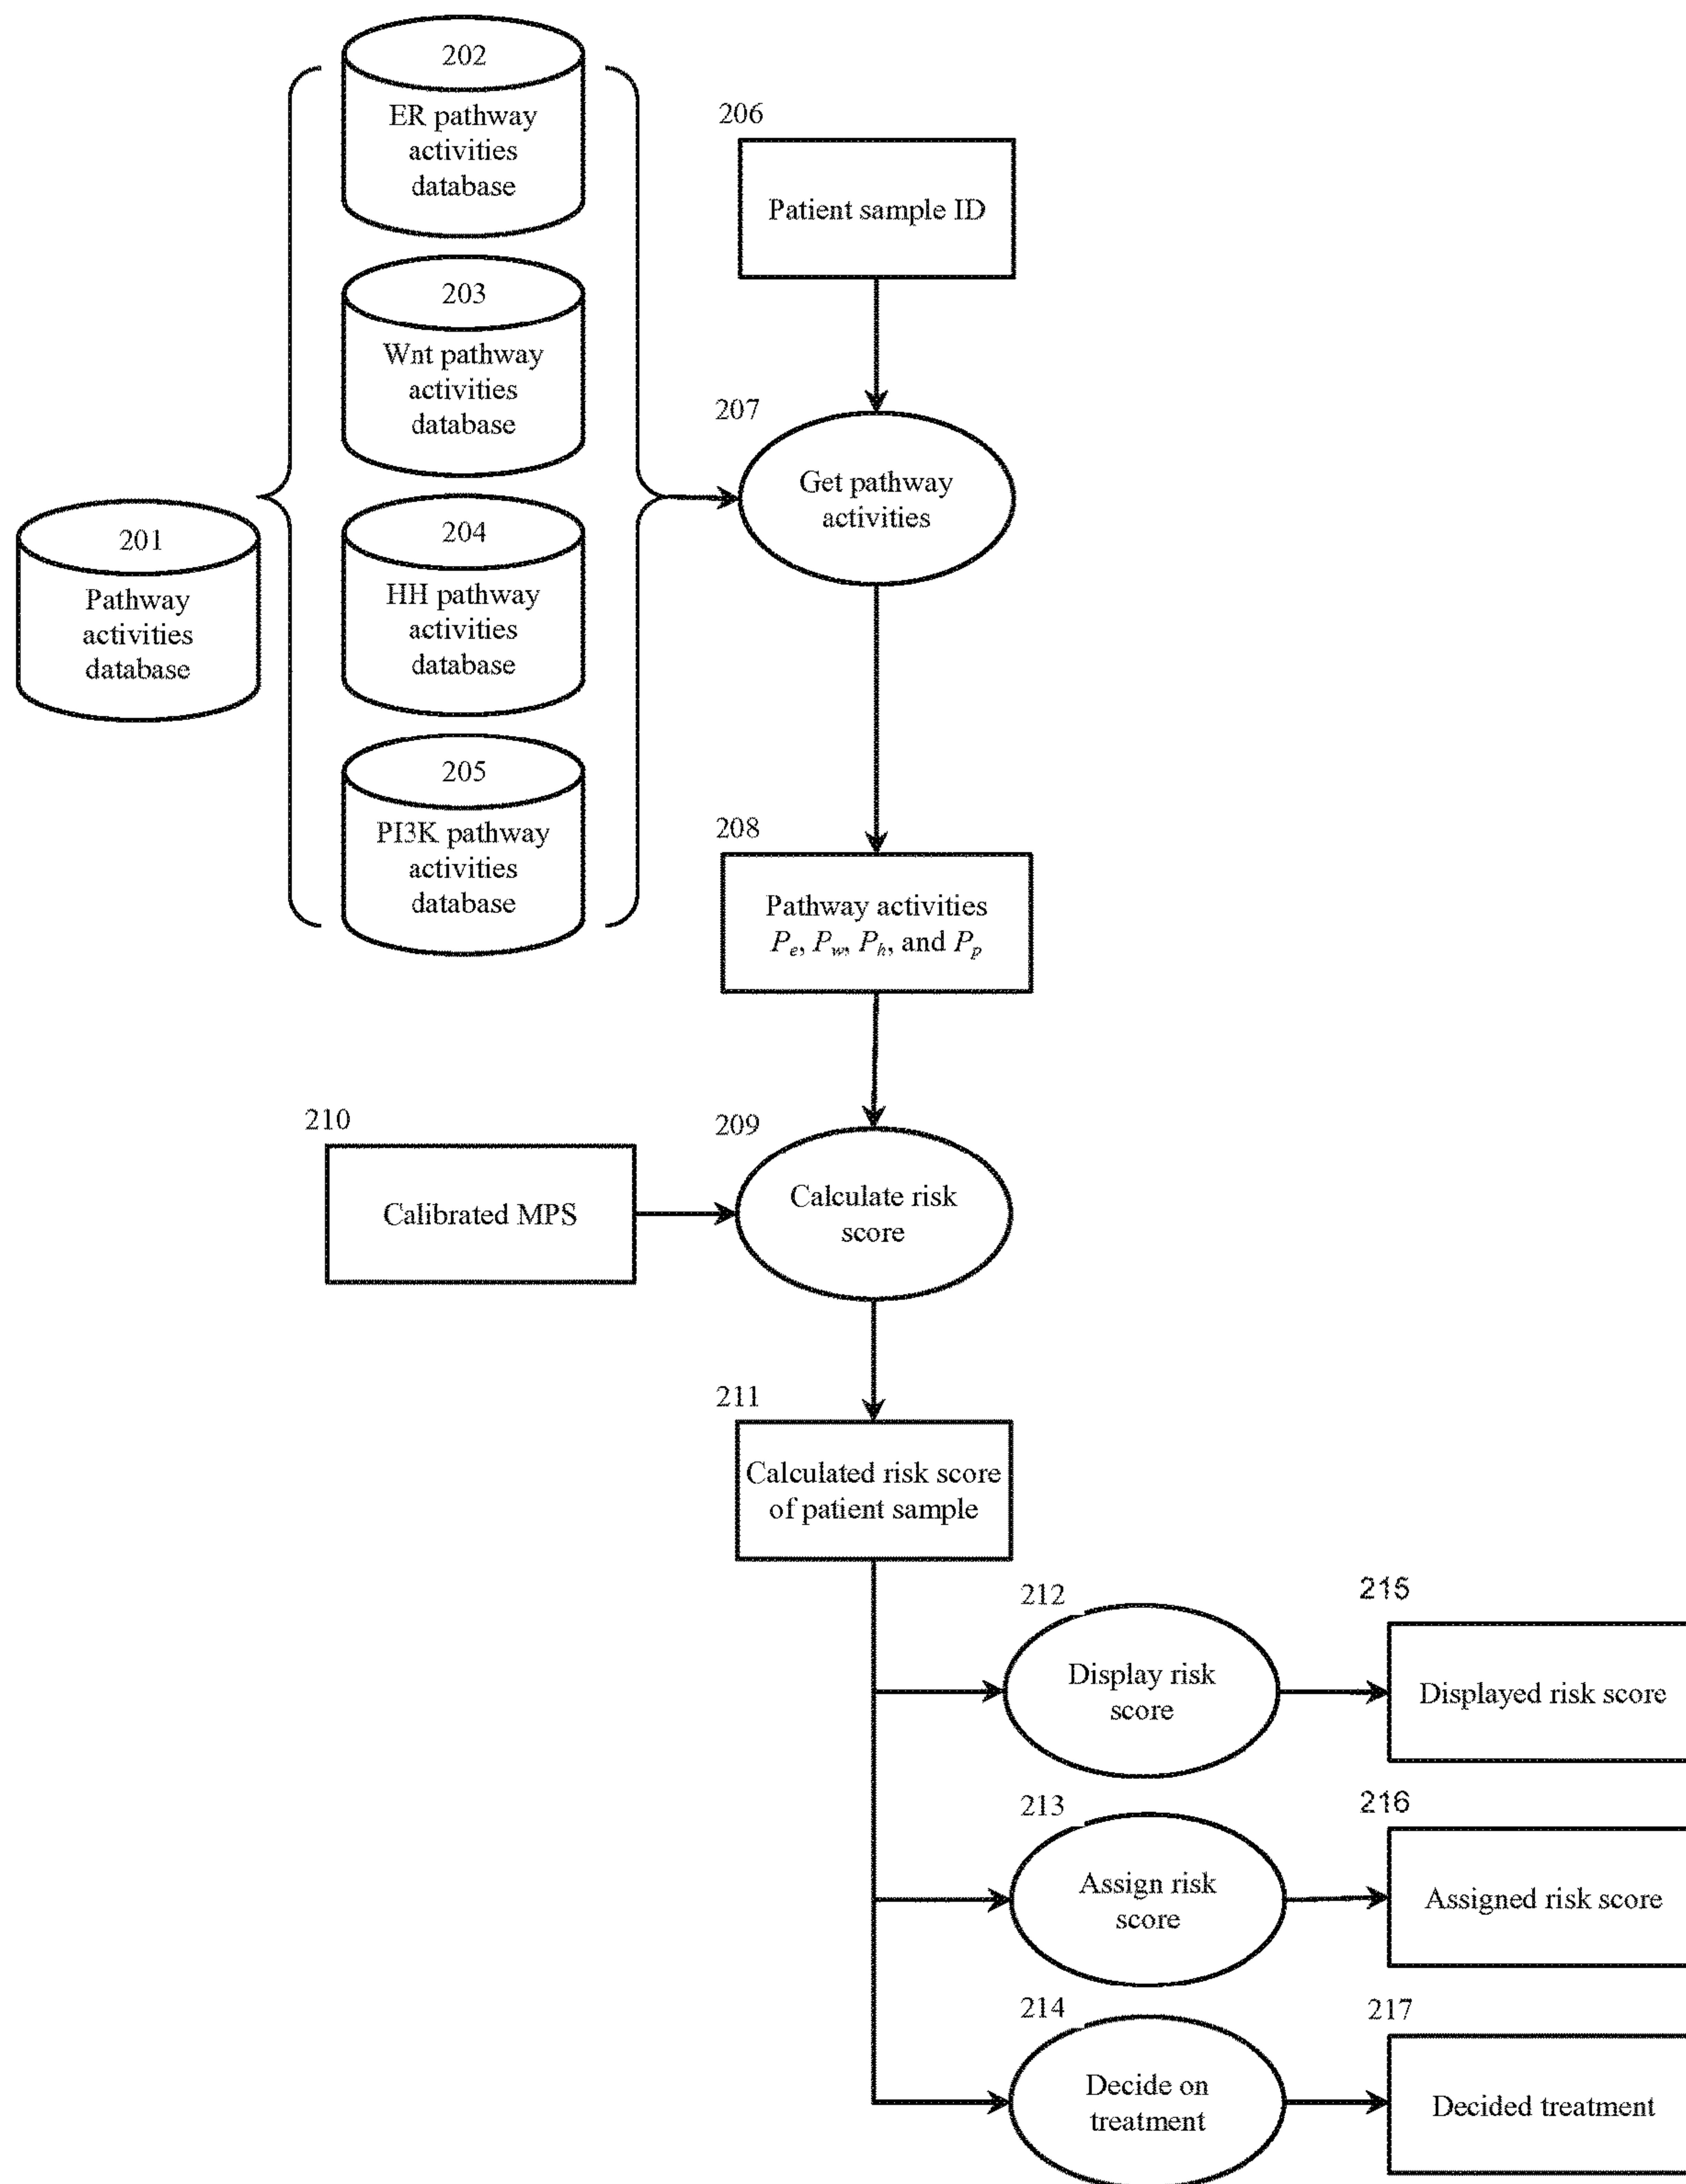 202
ER pathway
activities
database
206
Patient sample ID
203
Wnt pathway
activities
database
207
Get pathway
activities
201
Pathway
activities
database
204
HH pathway
activities
database
205
PI3K pathway
activities
database
208
Pathway activities
Pe, Pw, Ph, and Pp
210
Calibrated MPS
209
Calculate risk
score
211
Calculated risk score
of patient sample
212
Display risk
score
215
Displayed risk score
213
Assign risk
score
216
Assigned risk score
214
Decide on
treatment
217
Decided treatment